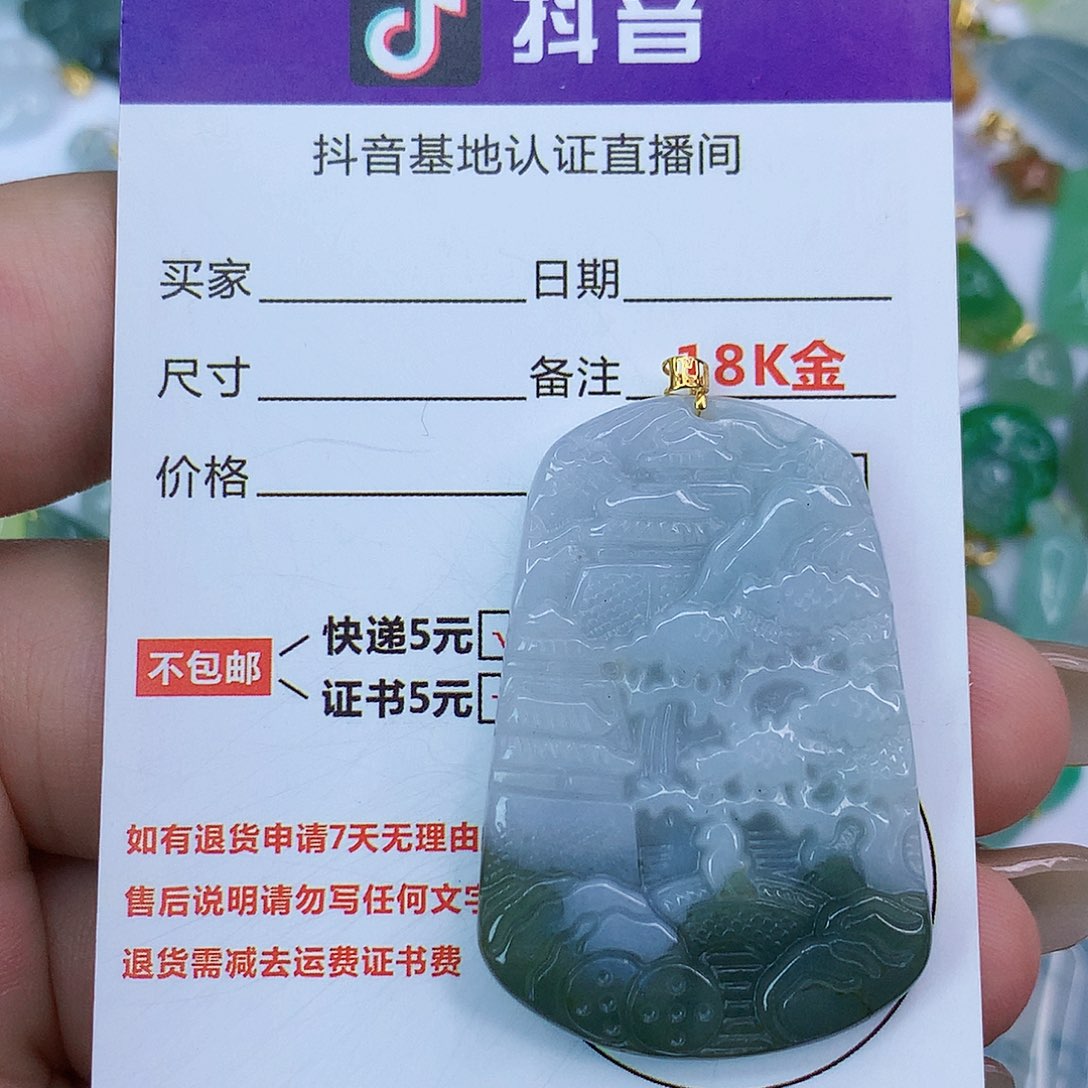 抖音
抖音基地认证直播间
买家 日期
尺寸 备注 18K金
价格
不包邮
快递5元
证书5元
如有退货申请7天无理由
售后说明请勿写任何文字
退货需减去运费证书费